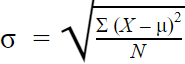 σ = √(Σ (X – μ)² / N)